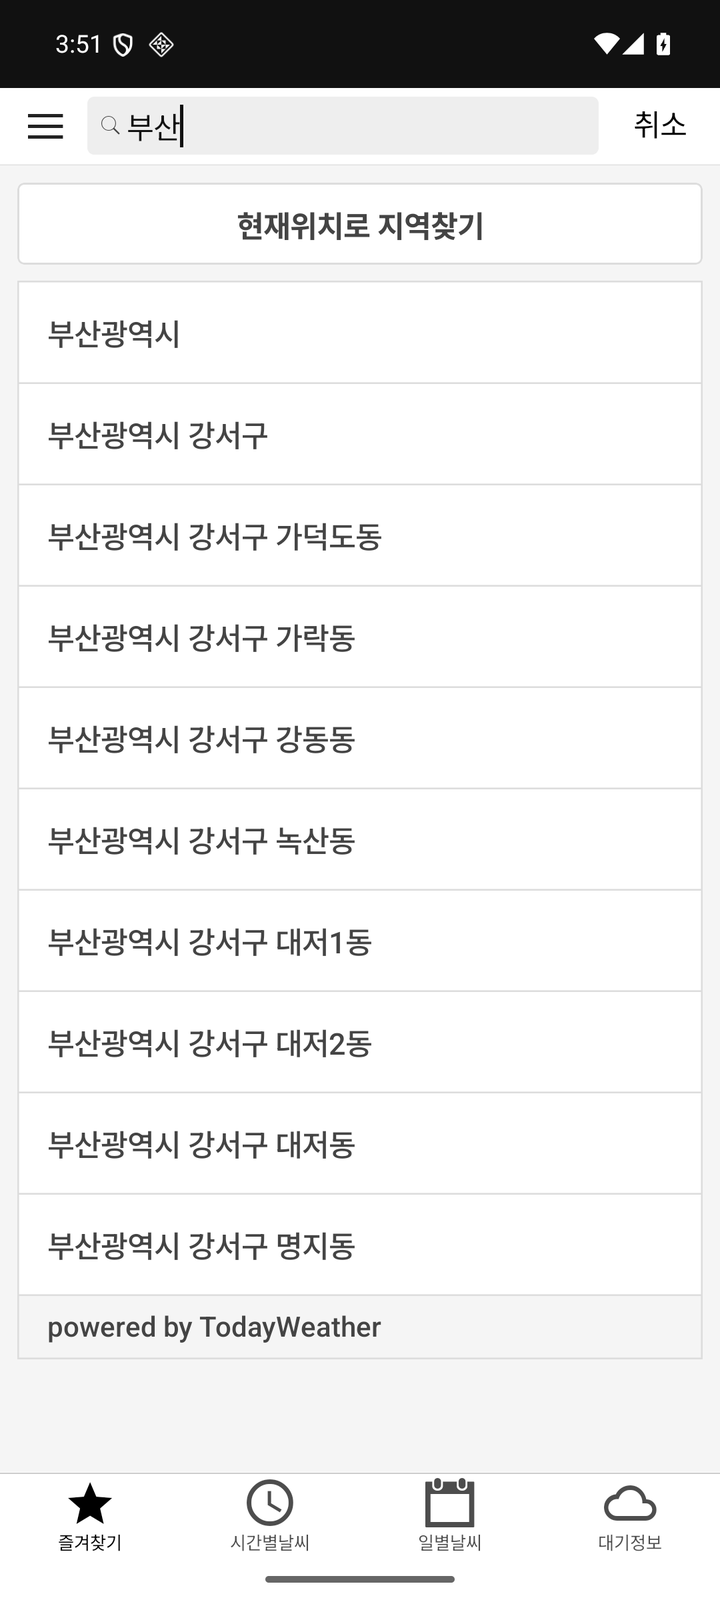 3:51
부산
취소
현재위치로 지역찾기
부산광역시
부산광역시 강서구
부산광역시 강서구 가덕도동
부산광역시 강서구 가락동
부산광역시 강서구 강동동
부산광역시 강서구 녹산동
부산광역시 강서구 대저1동
부산광역시 강서구 대저2동
부산광역시 강서구 대저동
부산광역시 강서구 명지동
powered by TodayWeather
즐겨찾기
시간별날씨
일별날씨
대기정보